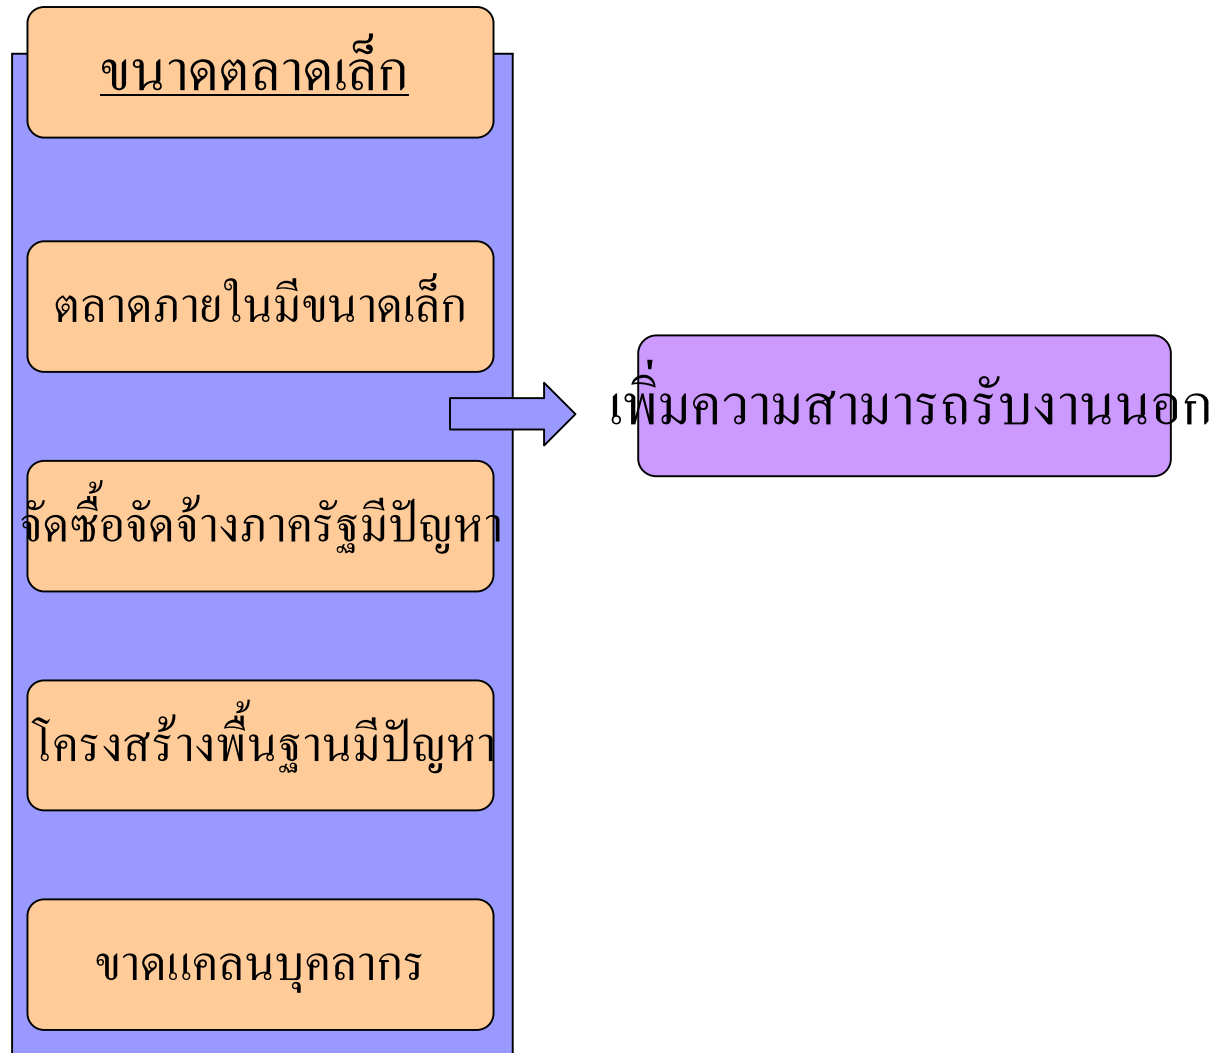 ขนาดตลาดเล็ก
ตลาดภายในมีขนาดเล็ก
เพิ่มความสามารถรับงานนอก
จัดซื้อจัดจ้างภาครัฐมีปัญหา
โครงสร้างพื้นฐานมีปัญหา
ขาดแคลนบุคลากร